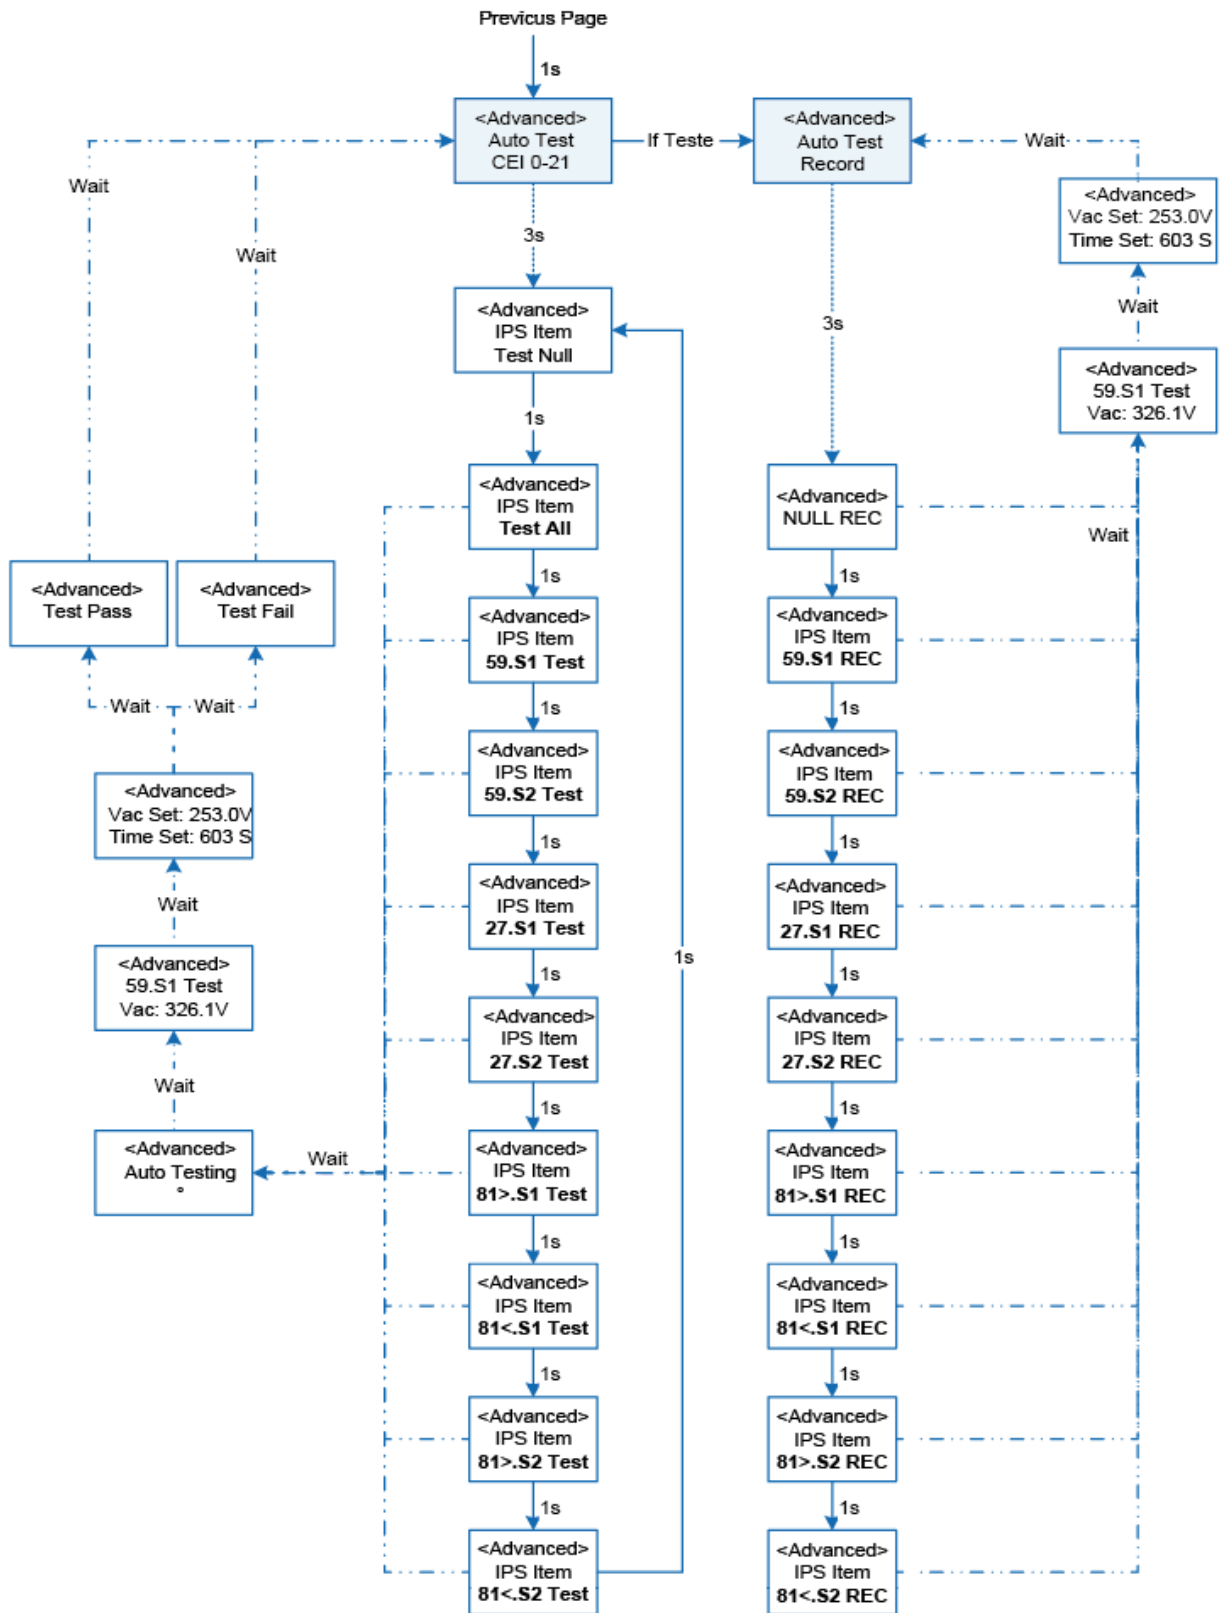 Previcus Page
1s
<Advanced>
Auto Test
CEI 0-21
If Teste
<Advanced>
Auto Test
Record
Wait
Wait
Wait
3s
3s
<Advanced>
Vac Set: 253.0V
Time Set: 603 S
Wait
<Advanced>
59.S1 Test
Vac: 326.1V
Wait
<Advanced>
IPS Item
Test Null
1s
<Advanced>
IPS Item
Test All
1s
<Advanced>
IPS Item
59.S1 Test
1s
<Advanced>
IPS Item
59.S2 Test
1s
<Advanced>
IPS Item
27.S1 Test
1s
<Advanced>
IPS Item
27.S2 Test
1s
<Advanced>
IPS Item
81>.S1 Test
1s
<Advanced>
IPS Item
81<.S1 Test
1s
<Advanced>
IPS Item
81>.S2 Test
1s
<Advanced>
IPS Item
81<.S2 Test
1s
<Advanced>
NULL REC
1s
<Advanced>
IPS Item
59.S1 REC
1s
<Advanced>
IPS Item
59.S2 REC
1s
<Advanced>
IPS Item
27.S1 REC
1s
<Advanced>
IPS Item
27.S2 REC
1s
<Advanced>
IPS Item
81>.S1 REC
1s
<Advanced>
IPS Item
81<.S1 REC
1s
<Advanced>
IPS Item
81>.S2 REC
1s
<Advanced>
IPS Item
81<.S2 REC
<Advanced>
Test Pass
<Advanced>
Test Fail
Wait
Wait
<Advanced>
Vac Set: 253.0V
Time Set: 603 S
Wait
<Advanced>
59.S1 Test
Vac: 326.1V
Wait
<Advanced>
Auto Testing
Wait